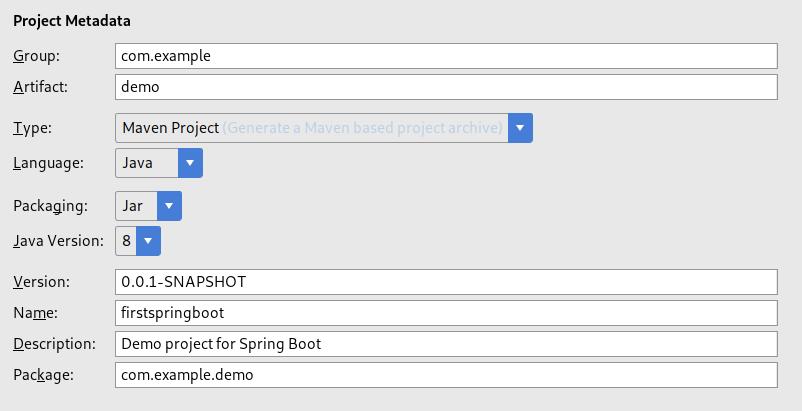 Project Metadata
Group: com.example
Artifact: demo
Type: Maven Project (Generate a Maven based project archive)
Language: Java
Packaging: Jar
Java Version: 8
Version: 0.0.1-SNAPSHOT
Name: firstspringboot
Description: Demo project for Spring Boot
Package: com.example.demo